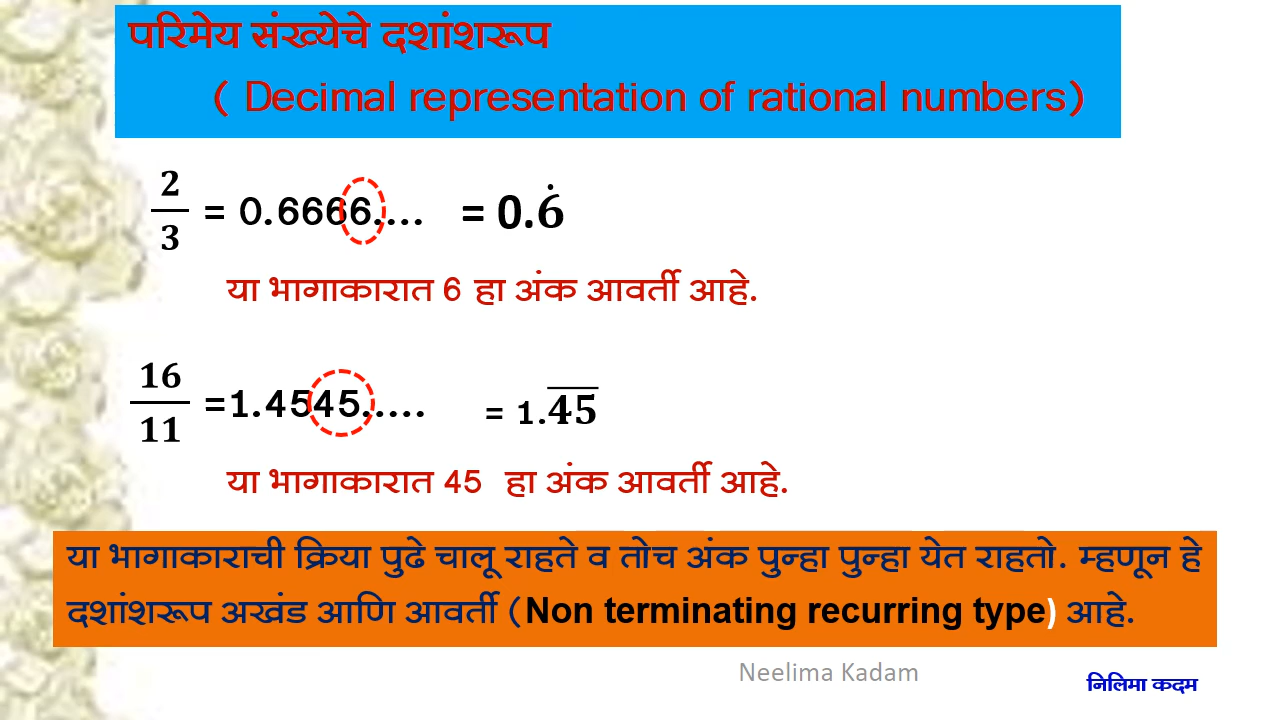 परिमेय संख्येचे दशांशरूप
( Decimal representation of rational numbers)
2/3 = 0.6666.... = 0.6̇
या भागाकारात 6 हा अंक आवर्ती आहे.
16/11 =1.4545..... = 1.4̅5̅
या भागाकारात 45 हा अंक आवर्ती आहे.
या भागाकाराची क्रिया पुढे चालू राहते व तोच अंक पुन्हा पुन्हा येत राहतो. म्हणून हे
दशांशरूप अखंड आणि आवर्ती (Non terminating recurring type) आहे.
Neelima Kadam
निलिमा कदम